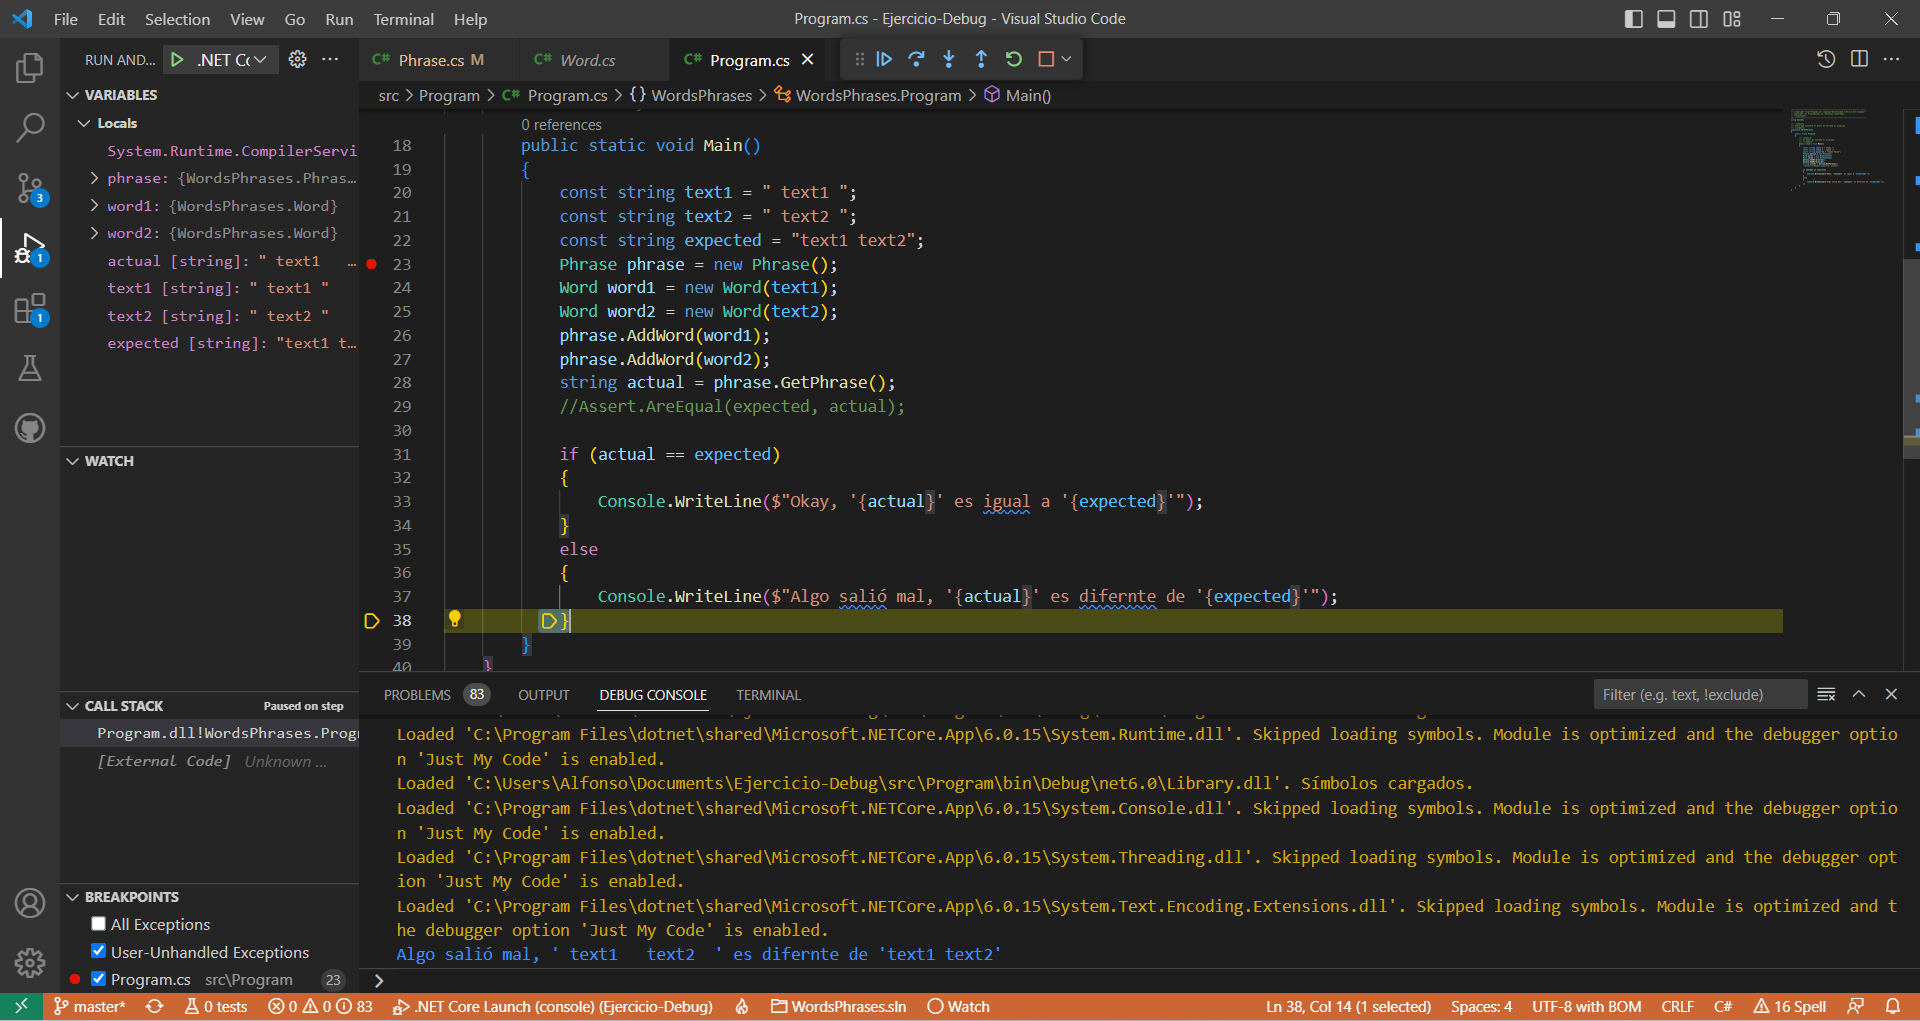 File Edit Selection View Go Run Terminal Help
Program.cs - Ejercicio-Debug - Visual Studio Code
RUN AND... .NET Cc
Phrase.cs M
Word.cs
Program.cs
src > Program > C# Program.cs > {} WordsPhrases > WordsPhrases.Program > Main()
VARIABLES
Locals
System.Runtime.CompilerServi
phrase: {WordsPhrases.Phras...
word1: {WordsPhrases.Word}
word2: {WordsPhrases.Word}
actual [string]: " text1 ...
text1 [string]: " text1 "
text2 [string]: " text2 "
expected [string]: "text1 t...
WATCH
CALL STACK Paused on step
Program.dll!WordsPhrases.Progr
[External Code] Unknown ...
BREAKPOINTS
All Exceptions
User-Unhandled Exceptions
Program.cs src\Program 23
3
1
1
0 references
18 public static void Main()
19 {
20 const string text1 = " text1 ";
21 const string text2 = " text2 ";
22 const string expected = "text1 text2";
23 Phrase phrase = new Phrase();
24 Word word1 = new Word(text1);
25 Word word2 = new Word(text2);
26 phrase.AddWord(word1);
27 phrase.AddWord(word2);
28 string actual = phrase.GetPhrase();
29 //Assert.AreEqual(expected, actual);
30
31 if (actual == expected)
32 {
33 Console.WriteLine($"Okay, '{actual}' es igual a '{expected}'");
34 }
35 else
36 {
37 Console.WriteLine($"Algo salió mal, '{actual}' es difernte de '{expected}'");
38 }
39 }
40 }
PROBLEMS 83 OUTPUT DEBUG CONSOLE TERMINAL
Filter (e.g. text, !exclude)
Loaded 'C:\Program Files\dotnet\shared\Microsoft.NETCore.App\6.0.15\System.Runtime.dll'. Skipped loading symbols. Module is optimized and the debugger optio
n 'Just My Code' is enabled.
Loaded 'C:\Users\Alfonso\Documents\Ejercicio-Debug\src\Program\bin\Debug\net6.0\Library.dll'. Símbolos cargados.
Loaded 'C:\Program Files\dotnet\shared\Microsoft.NETCore.App\6.0.15\System.Console.dll'. Skipped loading symbols. Module is optimized and the debugger optio
n 'Just My Code' is enabled.
Loaded 'C:\Program Files\dotnet\shared\Microsoft.NETCore.App\6.0.15\System.Threading.dll'. Skipped loading symbols. Module is optimized and the debugger opt
ion 'Just My Code' is enabled.
Loaded 'C:\Program Files\dotnet\shared\Microsoft.NETCore.App\6.0.15\System.Text.Encoding.Extensions.dll'. Skipped loading symbols. Module is optimized and t
he debugger option 'Just My Code' is enabled.
Algo salió mal, ' text1   text2  ' es difernte de 'text1 text2'
master* 0 tests 0 0 83 .NET Core Launch (console) (Ejercicio-Debug) WordsPhrases.sln Watch
Ln 38, Col 14 (1 selected) Spaces: 4 UTF-8 with BOM CRLF C# 16 Spell